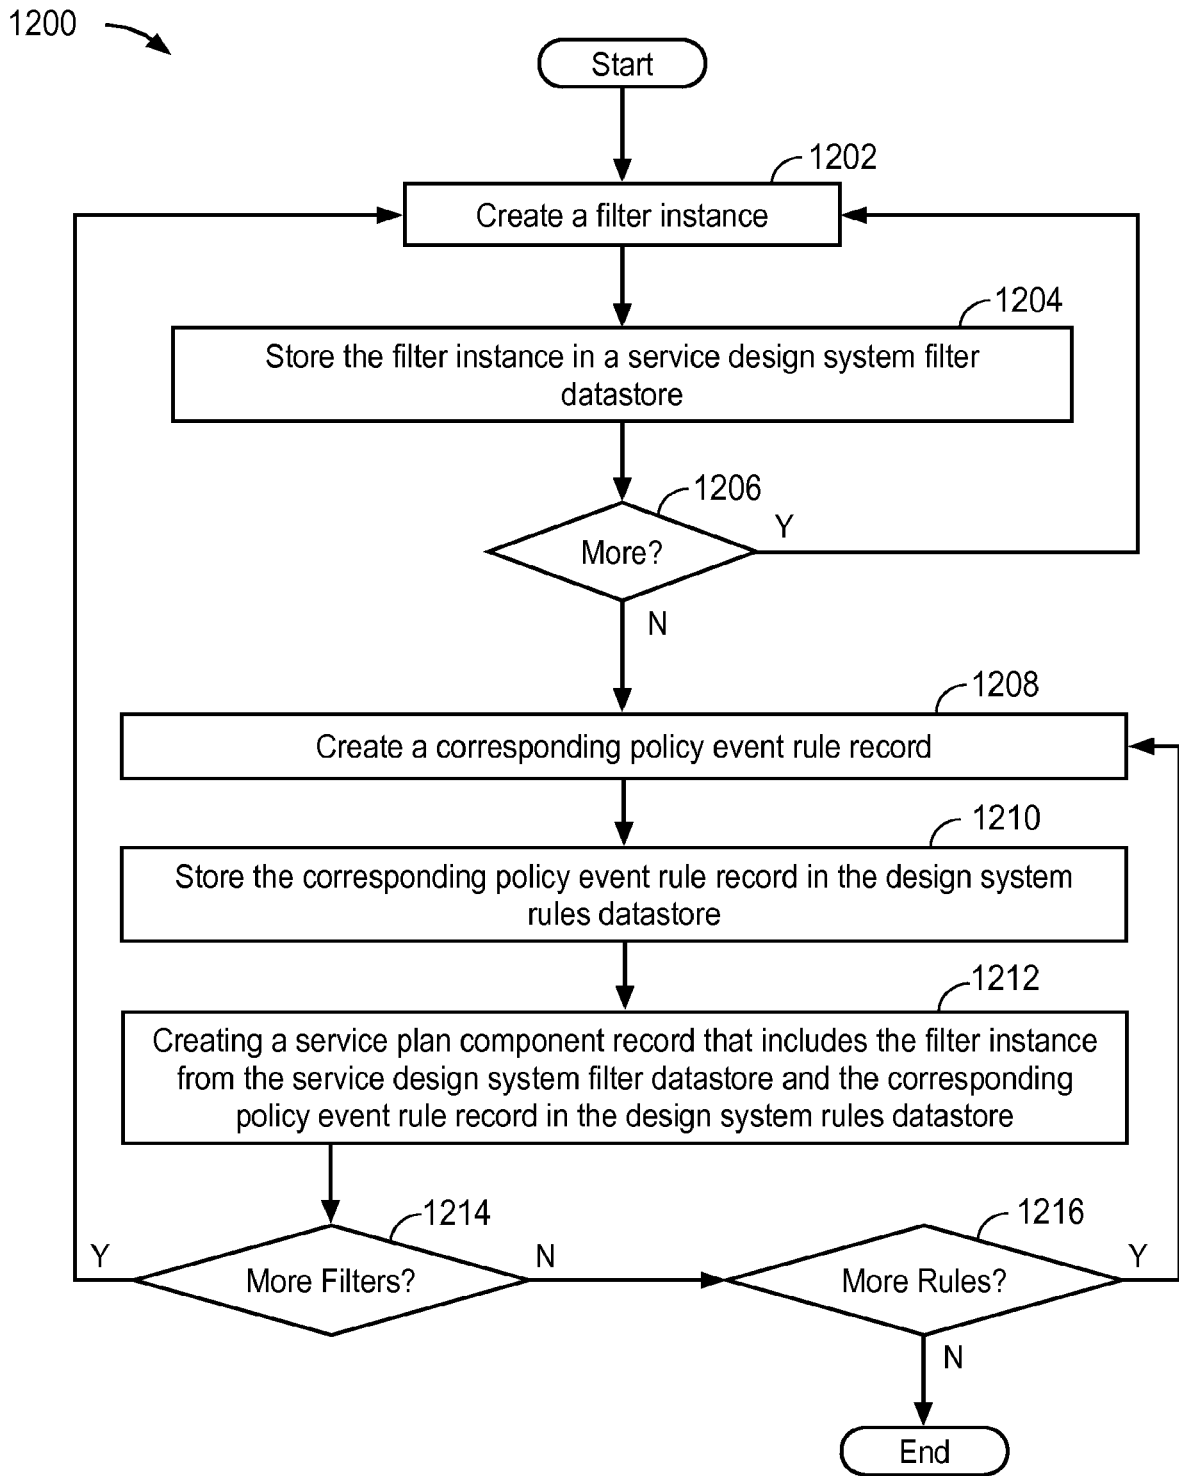 1200
Start
1202
Create a filter instance
1204
Store the filter instance in a service design system filter
datastore
1206
More?
Y
N
1208
Create a corresponding policy event rule record
1210
Store the corresponding policy event rule record in the design system
rules datastore
1212
Creating a service plan component record that includes the filter instance
from the service design system filter datastore and the corresponding
policy event rule record in the design system rules datastore
1214
1216
Y
More Filters?
N
More Rules?
Y
N
End